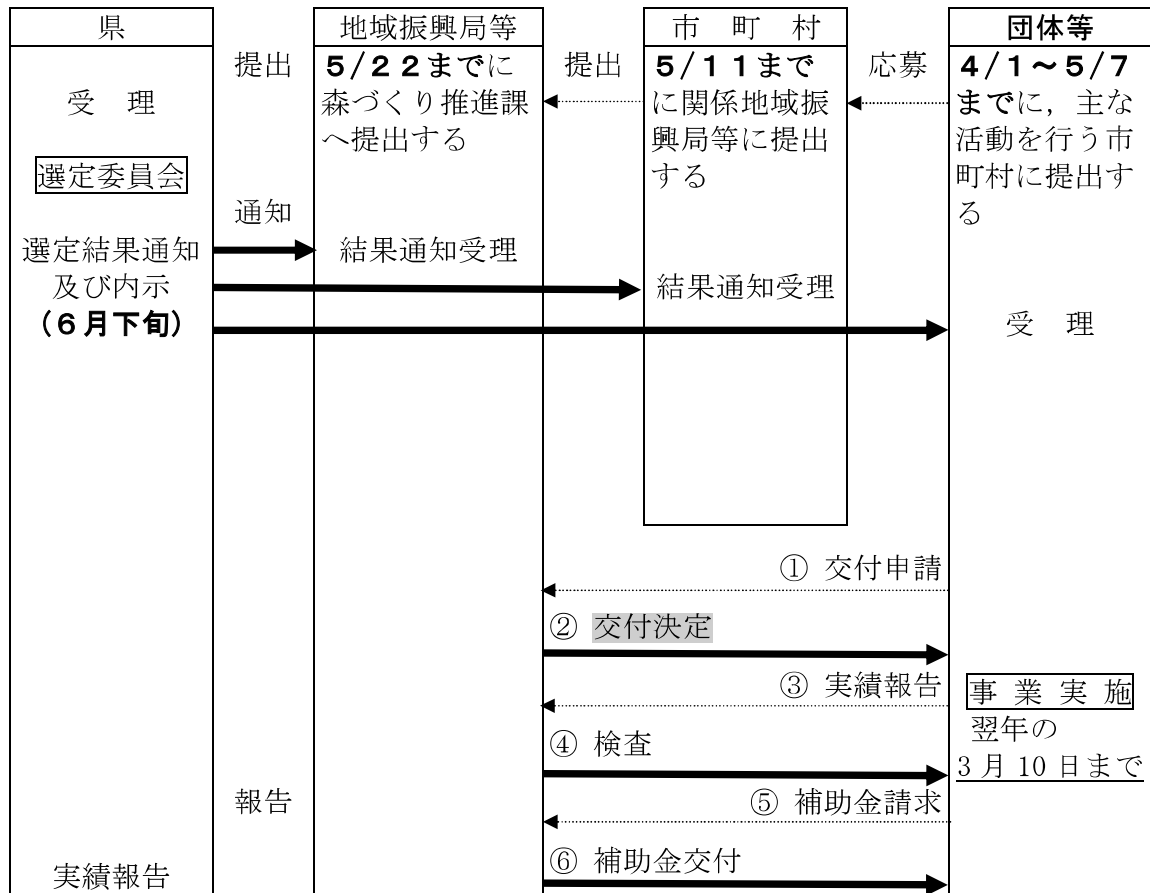 県
受　理
選定委員会
選定結果通知
及び内示
（６月下旬）
実績報告
提出
通知
報告
地域振興局等
５/２２までに
森づくり推進課
へ提出する
結果通知受理
提出
市　町　村
５/１１まで
に関係地域振
興局等に提出
する
結果通知受理
応募
団体等
４/１～５/７
までに，主な
活動を行う市
町村に提出す
る
受　理
① 交付申請
② 交付決定
③ 実績報告
事 業 実 施
翌年の
3 月 10 日まで
④ 検査
⑤ 補助金請求
⑥ 補助金交付